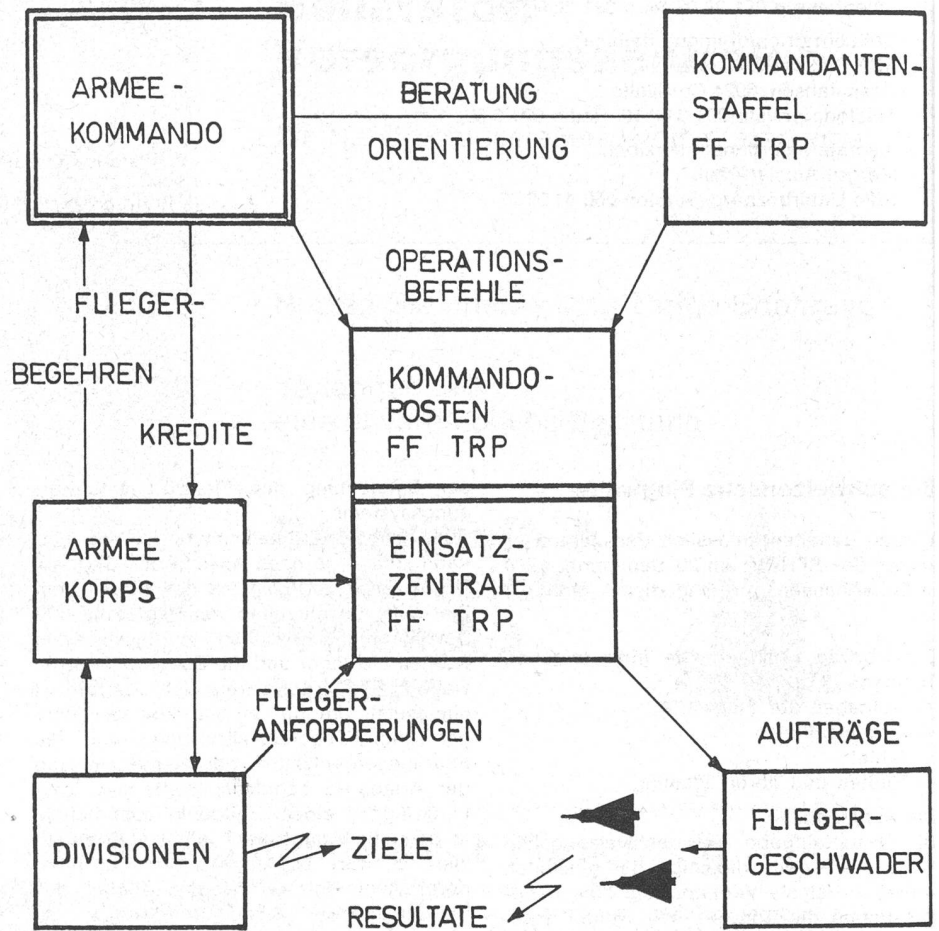 ARMEE -
KOMMANDO
BERATUNG
ORIENTIERUNG
KOMMANDANTEN-
STAFFEL
FF TRP
OPERATIONS-
BEFEHLE
FLIEGER-
BEGEHREN
KREDITE
KOMMANDO-
POSTEN
FF TRP
ARMEE
KORPS
EINSATZ-
ZENTRALE
FF TRP
FLIEGER-
ANFORDERUNGEN
AUFTRÄGE
DIVISIONEN
ZIELE
RESULTATE
FLIEGER-
GESCHWADER